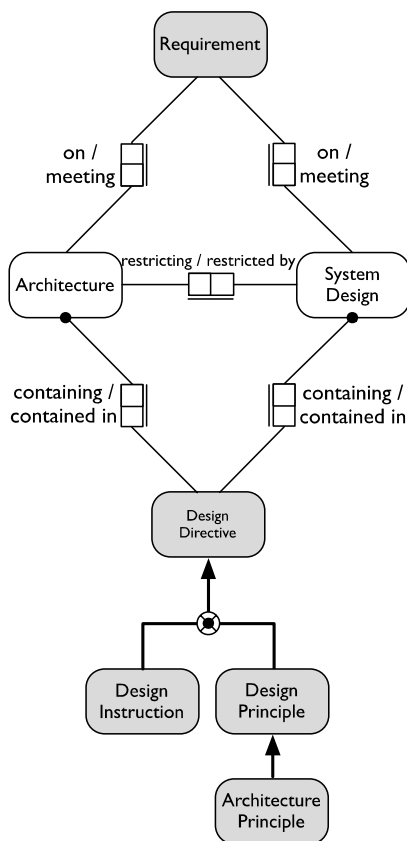 Requirement
on /
meeting
on /
meeting
restricting / restricted by
Architecture
System
Design
containing /
contained in
containing /
contained in
Design
Directive
Design
Instruction
Design
Principle
Architecture
Principle